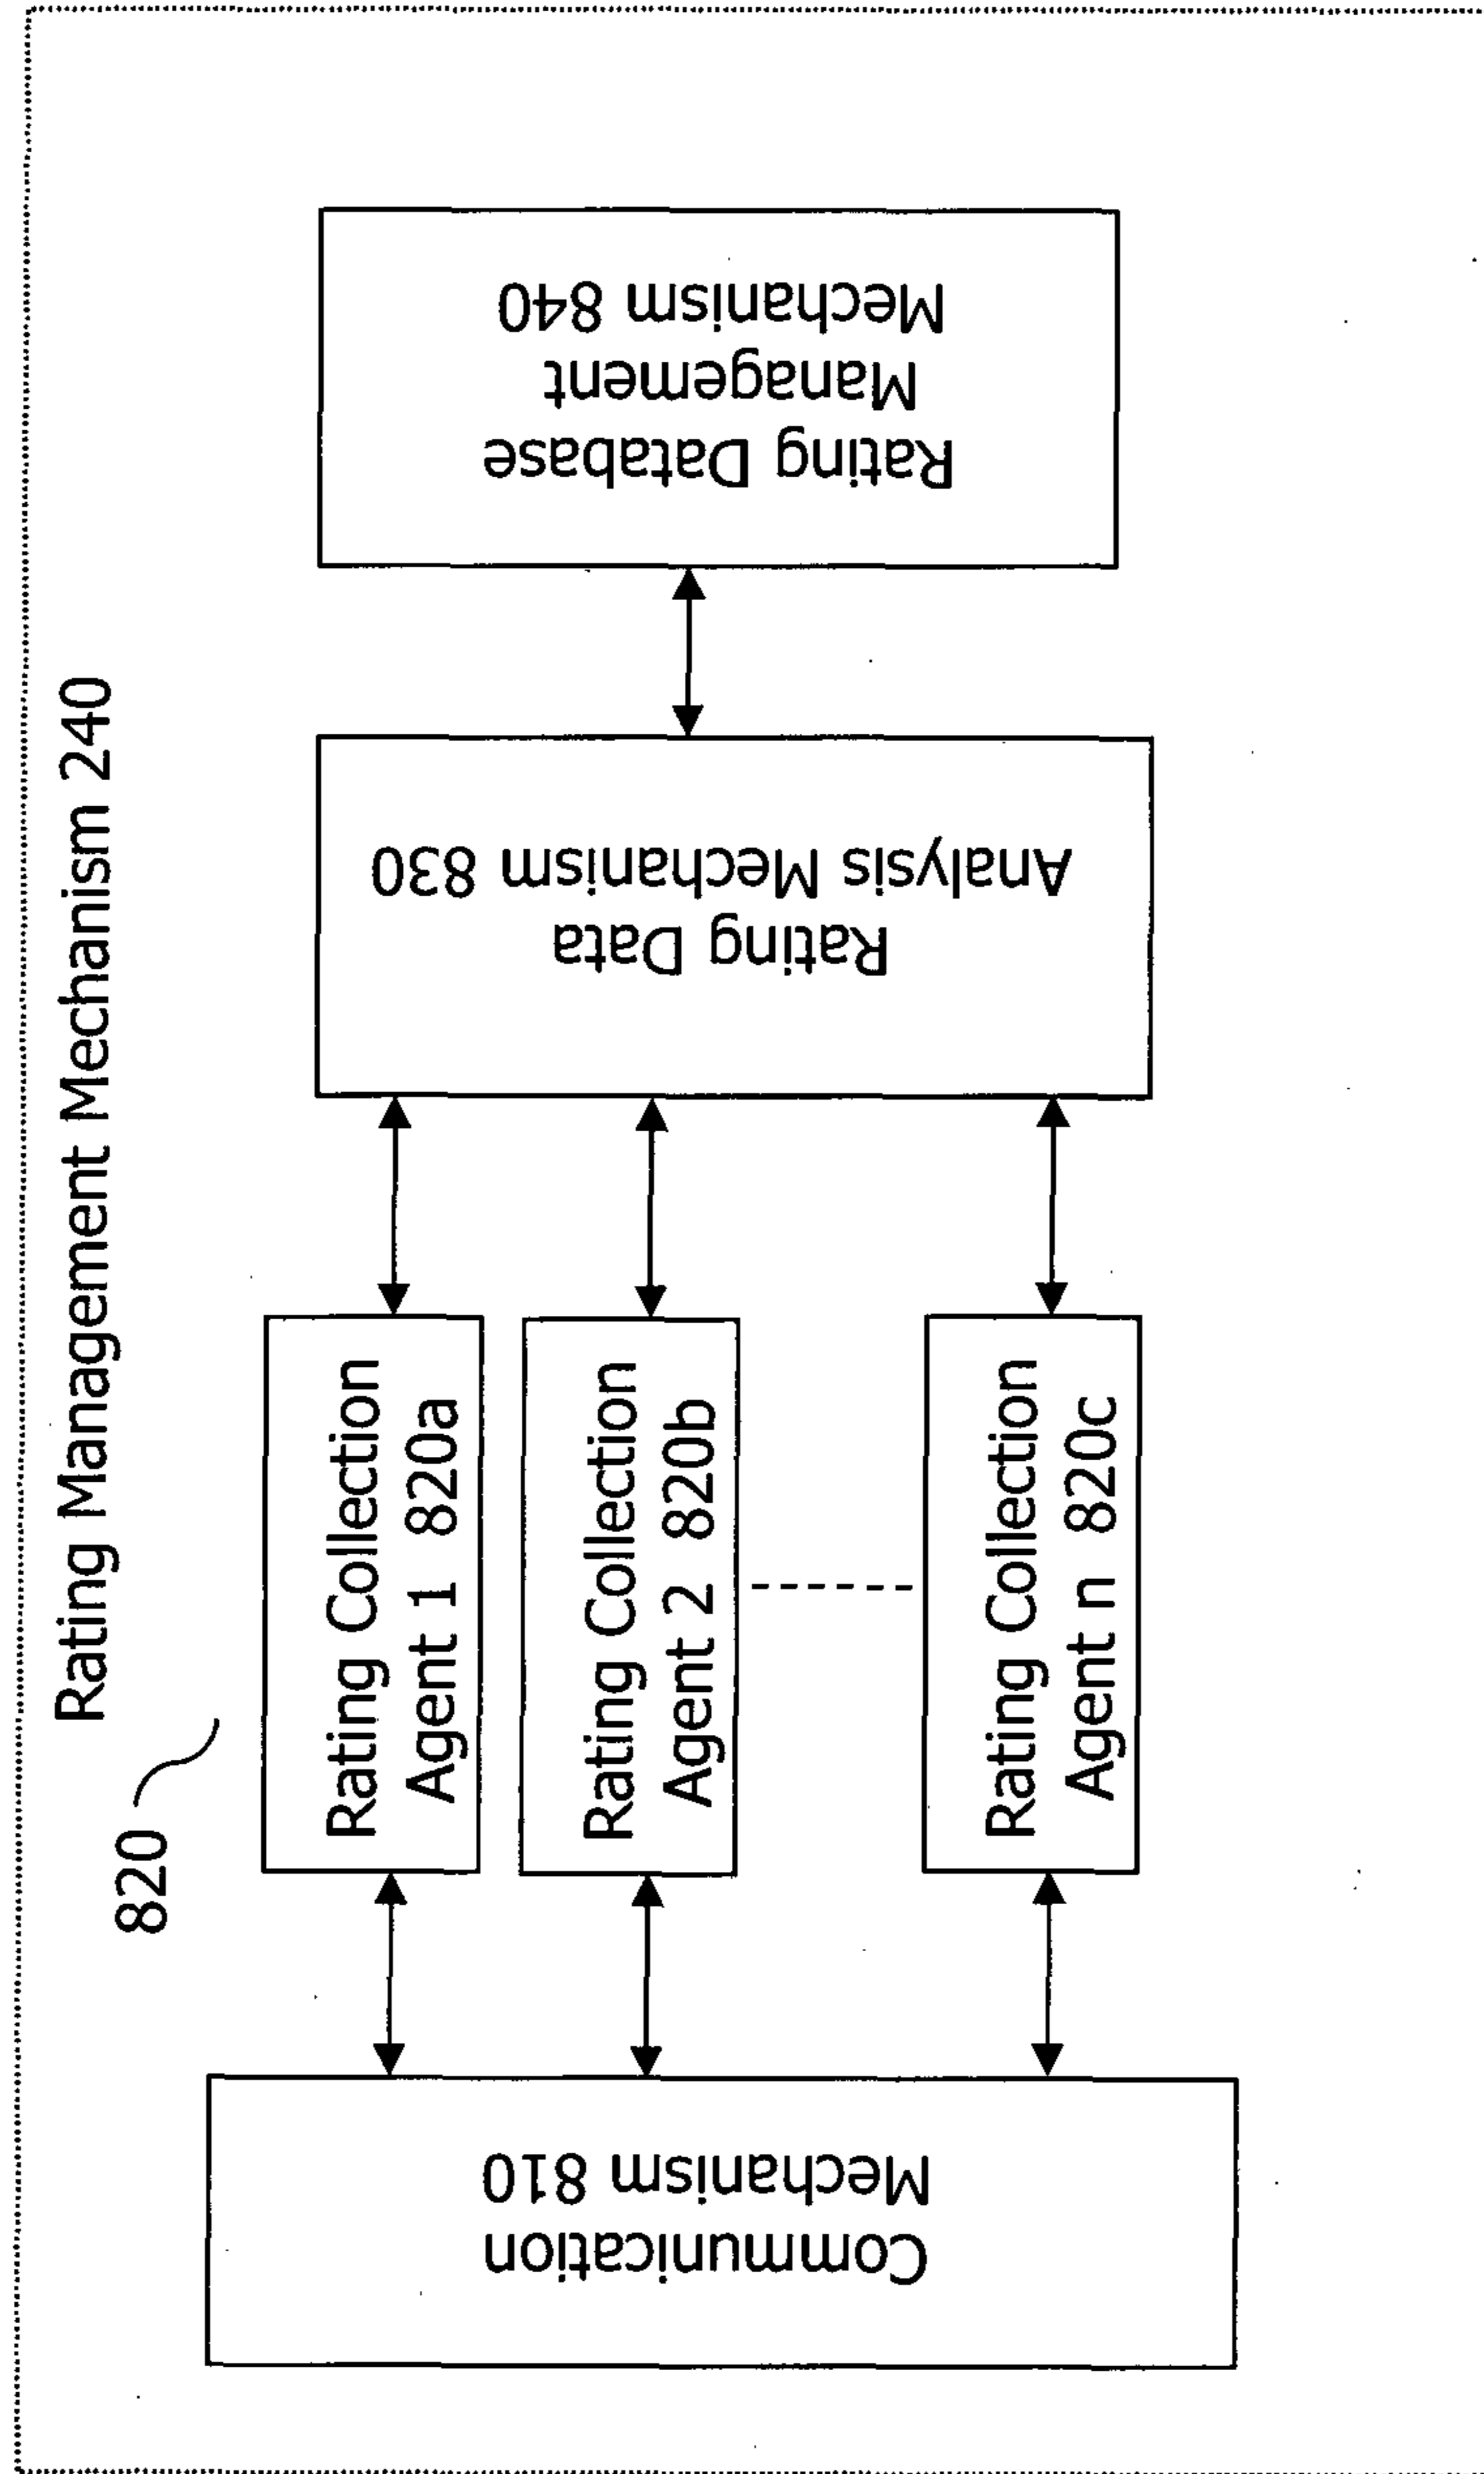 Rating Management Mechanism 240
820
Communication
Mechanism 810
Rating Collection
Agent 1 820a
Rating Collection
Agent 2 820b
Rating Collection
Agent n 820c
Rating Data
Analysis Mechanism 830
Rating Database
Management
Mechanism 840